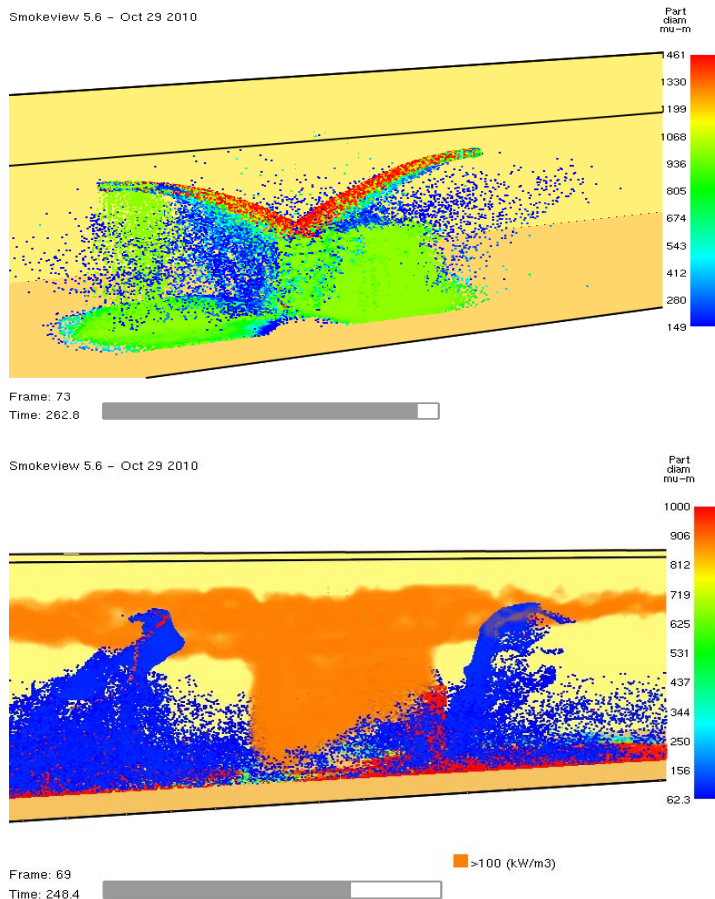 Smokeview 5.6 - Oct 29 2010
Part
diam
mu-m
1461
1330
1199
1068
936
805
674
543
412
280
149
Frame: 73
Time: 262.8
Smokeview 5.6 - Oct 29 2010
Part
diam
mu-m
1000
906
812
719
625
531
437
344
250
156
62.3
>100 (kW/m3)
Frame: 69
Time: 248.4